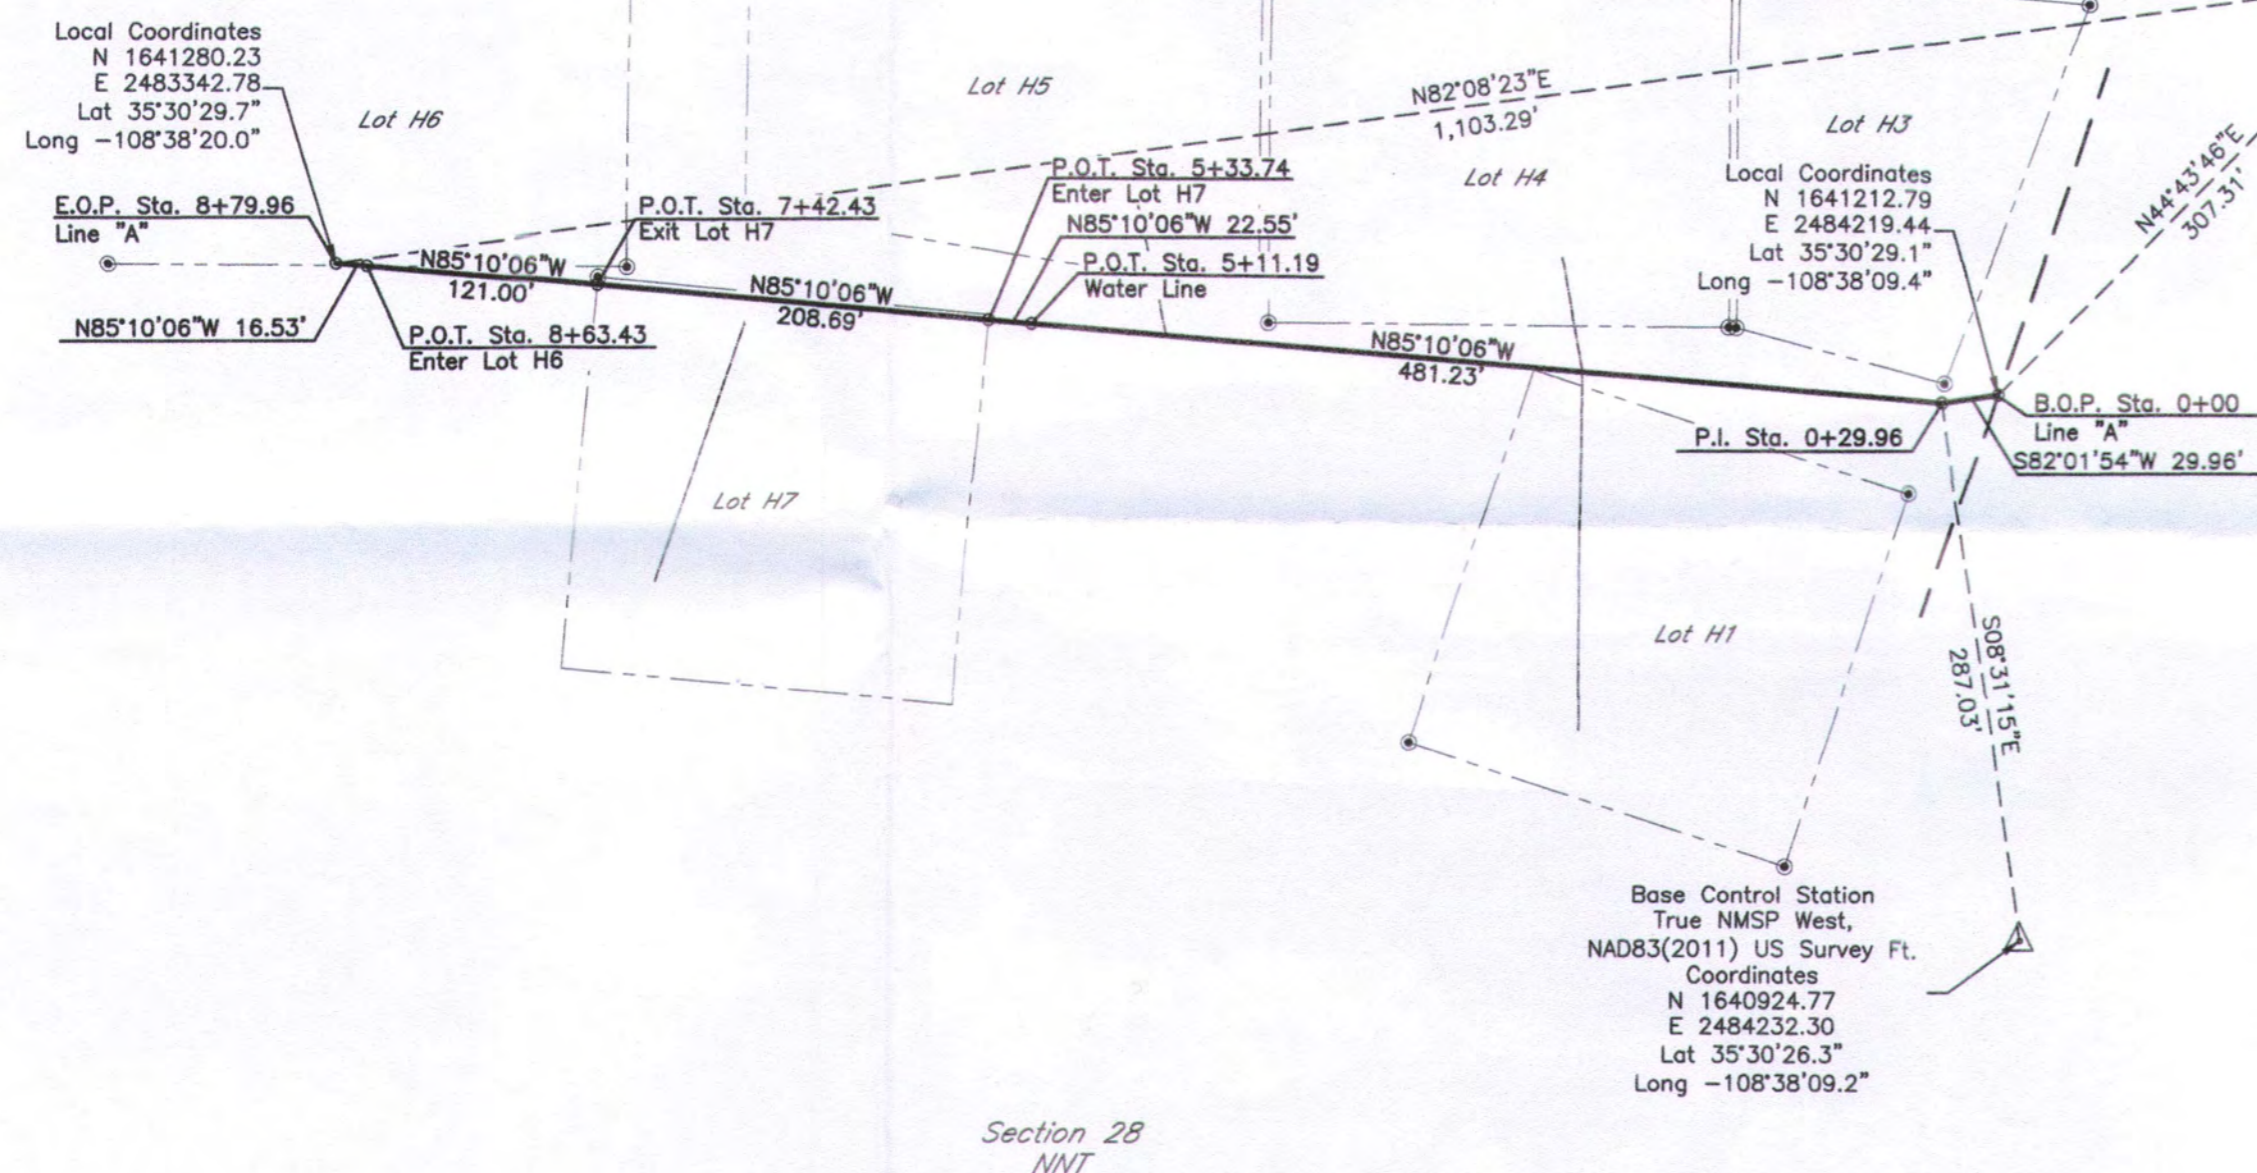 Local Coordinates
N 1641280.23
E 2483342.78
Lat 35°30'29.7"
Long -108°38'20.0"
Lot H6
Lot H5
N82°08'23"E
1,103.29'
Lot H3
Lot H4
Local Coordinates
N 1641212.79
E 2484219.44
Lat 35°30'29.1"
Long -108°38'09.4"
N44°43'46"E
307.31'
E.O.P. Sta. 8+79.96
Line "A"
P.O.T. Sta. 7+42.43
Exit Lot H7
P.O.T. Sta. 5+33.74
Enter Lot H7
N85°10'06"W 22.55'
P.O.T. Sta. 5+11.19
Water Line
N85°10'06"W
121.00'
N85°10'06"W
208.69'
N85°10'06"W 16.53'
P.O.T. Sta. 8+63.43
Enter Lot H6
N85°10'06"W
481.23'
P.I. Sta. 0+29.96
B.O.P. Sta. 0+00
Line "A"
S82°01'54"W 29.96'
Lot H7
Lot H1
S08°31'15"E
287.03'
Base Control Station
True NMSP West,
NAD83(2011) US Survey Ft.
Coordinates
N 1640924.77
E 2484232.30
Lat 35°30'26.3"
Long -108°38'09.2"
Section 28
NNT